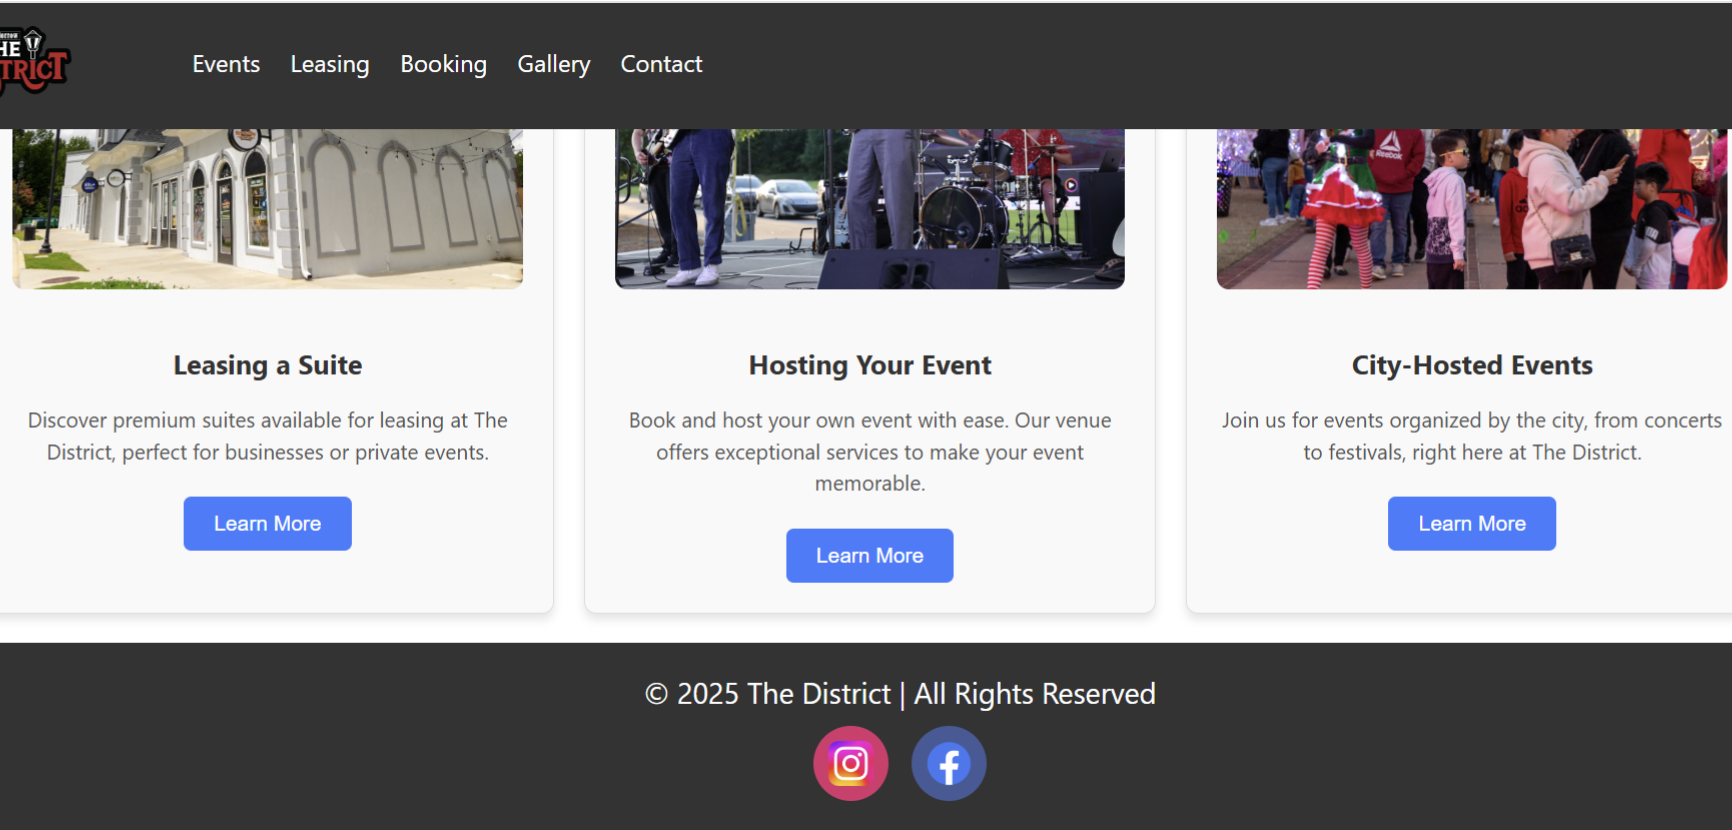 THE
TRICT
Events Leasing Booking Gallery Contact
Reebok
Leasing a Suite
Discover premium suites available for leasing at The
District, perfect for businesses or private events.
Learn More
Hosting Your Event
Book and host your own event with ease. Our venue
offers exceptional services to make your event
memorable.
Learn More
City-Hosted Events
Join us for events organized by the city, from concerts
to festivals, right here at The District.
Learn More
© 2025 The District | All Rights Reserved